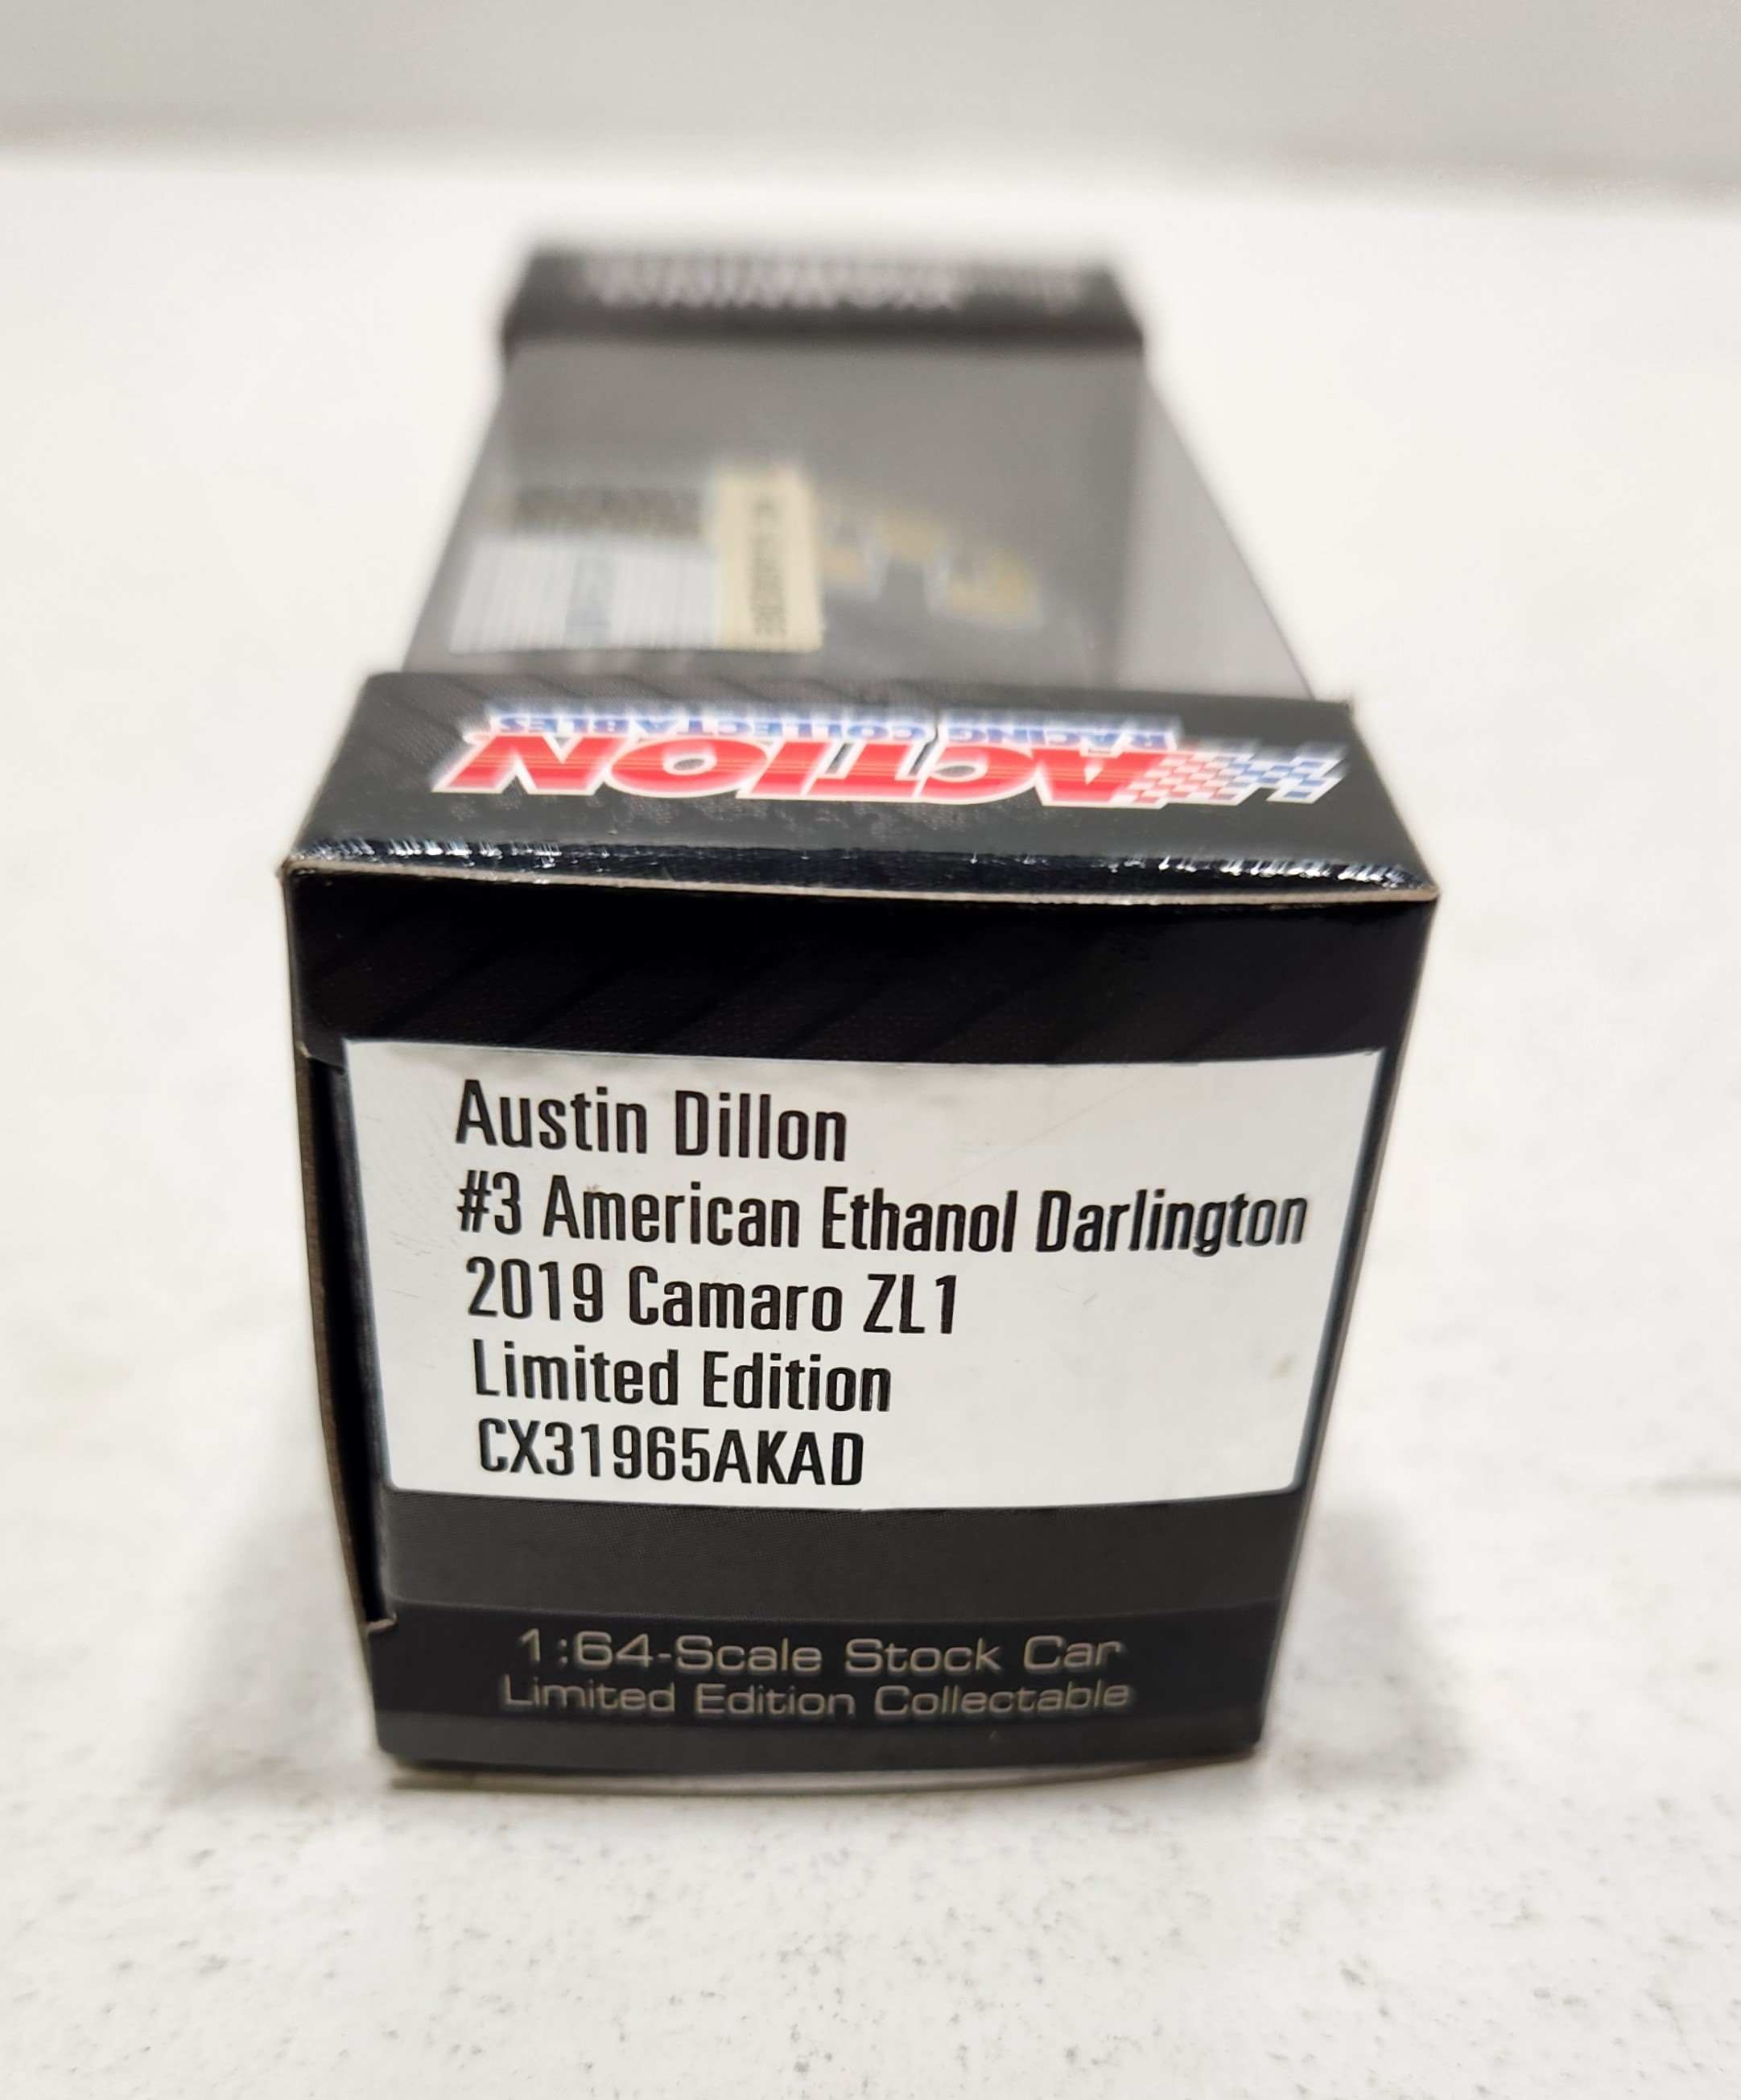 ACTION
RACING COLLECTABLES
Austin Dillon
#3 American Ethanol Darlington
2019 Camaro ZL1
Limited Edition
CX31965AKAD
1:64-Scale Stock Car
Limited Edition Collectable